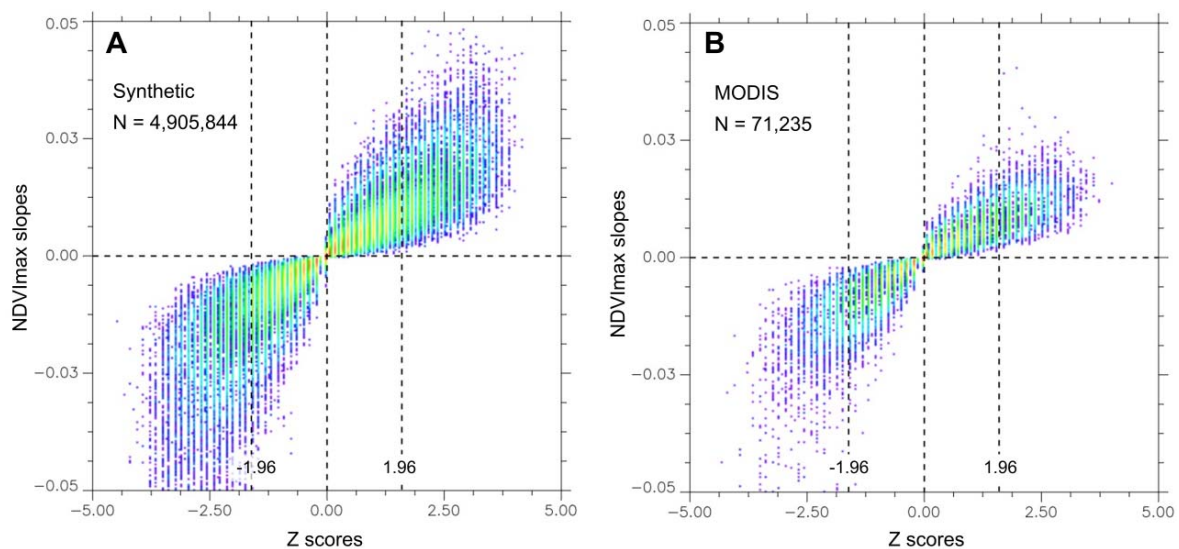 A
Synthetic
N = 4,905,844
NDVImax slopes
0.05
0.03
0.00
−0.03
−0.05
-1.96
1.96
−5.00
−2.50
0.00
2.50
5.00
Z scores
B
MODIS
N = 71,235
NDVImax slopes
0.05
0.03
0.00
−0.03
−0.05
-1.96
1.96
−5.00
−2.50
0.00
2.50
5.00
Z scores